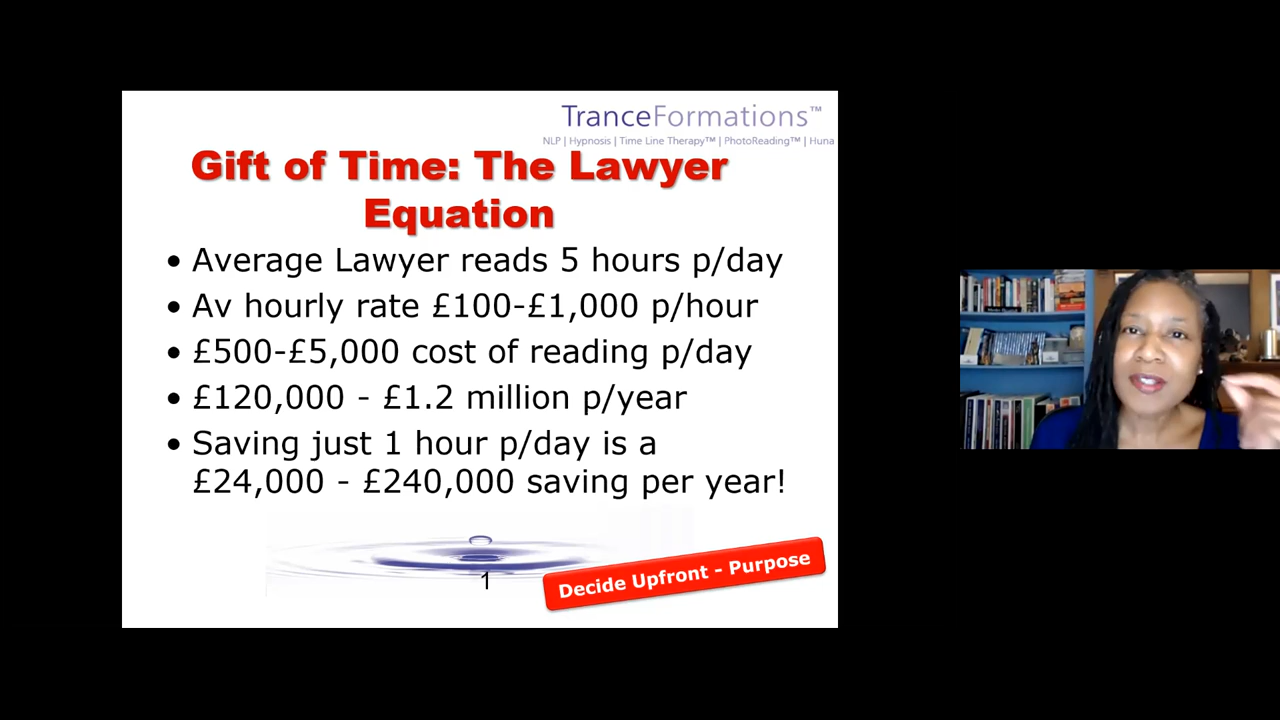 TranceFormations™
NLP | Hypnosis | Time Line Therapy™ | PhotoReading™ | Huna
Gift of Time: The Lawyer
Equation
• Average Lawyer reads 5 hours p/day
• Av hourly rate £100-£1,000 p/hour
• £500-£5,000 cost of reading p/day
• £120,000 - £1.2 million p/year
• Saving just 1 hour p/day is a
£24,000 - £240,000 saving per year!
1
Decide Upfront - Purpose